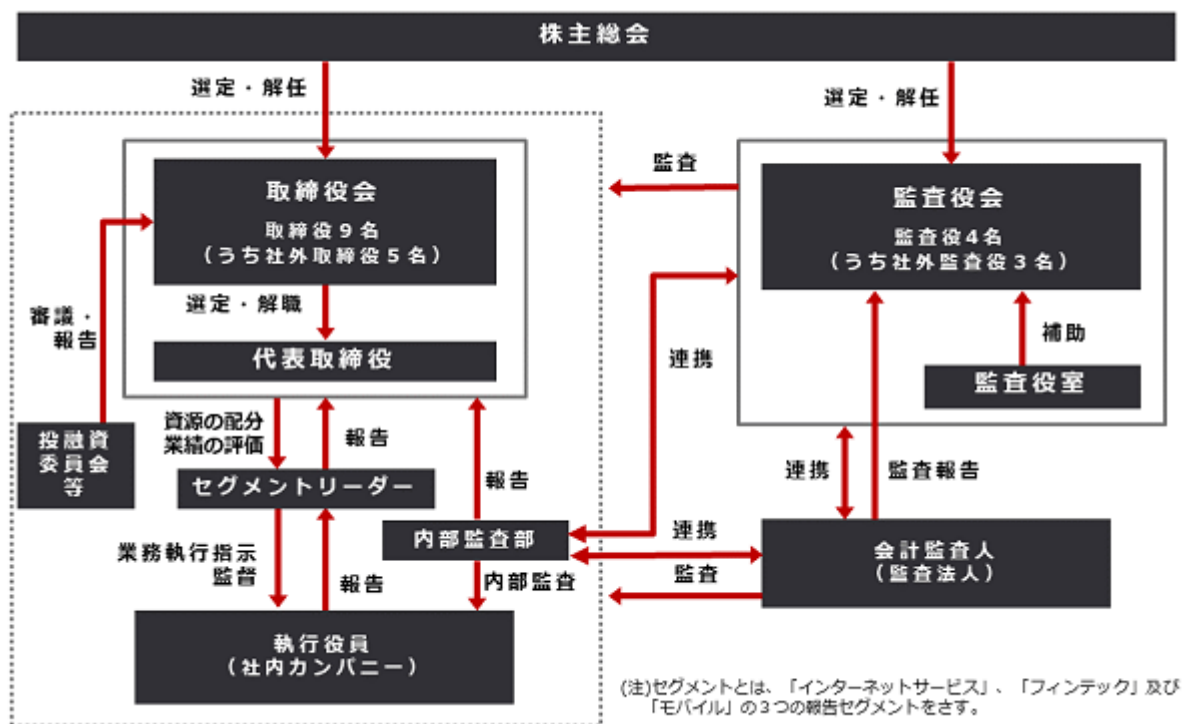 株主総会
選定・解任
選定・解任
取締役会
取締役9名
（うち社外取締役5名）
選定・解職
代表取締役
審議・
報告
投融資
委員会
等
資源の配分
業績の評価
報告
セグメントリーダー
報告
内部監査部
業務執行指示
監督
報告
内部監査
執行役員
（社内カンパニー）
監査
監査役会
監査役4名
（うち社外監査役3名）
補助
監査役室
連携
連携
監査報告
連携
監査
会計監査人
（監査法人）
(注)セグメントとは、「インターネットサービス」、「フィンテック」及び
「モバイル」の3つの報告セグメントをさす。